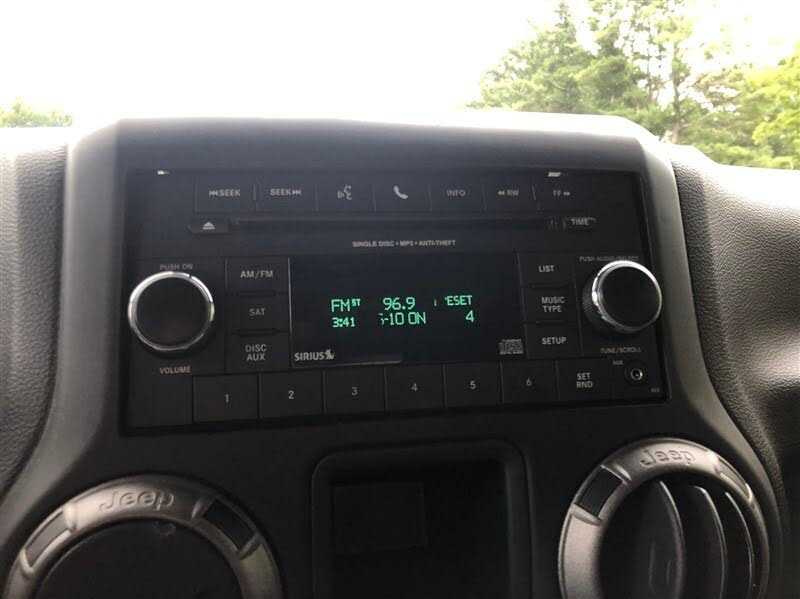 SEEK SEEK INFO RW FF
TIME
SINGLE DISC • MP3 • ANTI-THEFT
PUSH ON
AM/FM
SAT
DISC AUX
VOLUME
FM ST 96.9
3:41 -10 ON 4
SIRIUS
LIST
MUSIC TYPE
SETUP
TUNE/SCROLL
AUX
1 2 3 4 5 6 SET RND
Jeep Jeep